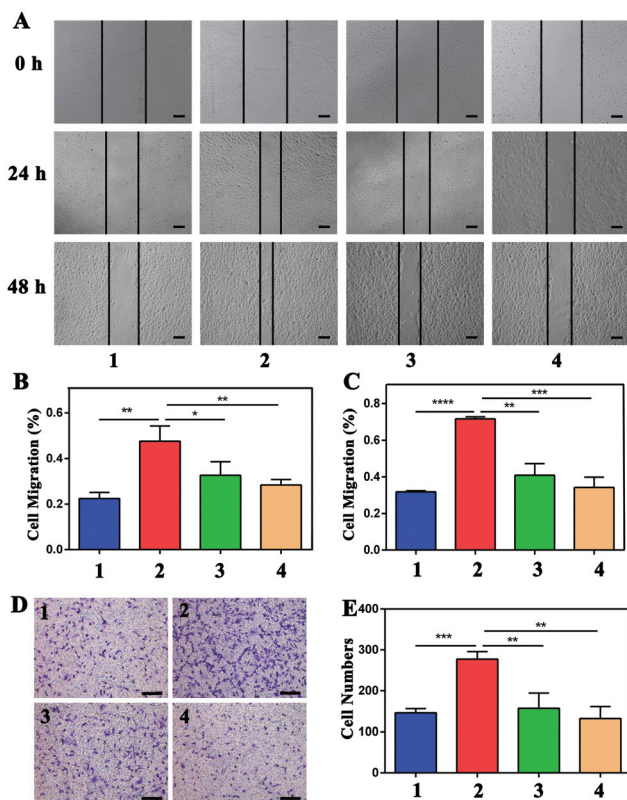 A
0 h
24 h
48 h
1 2 3 4
B
Cell Migration (%)
0.6
0.4
0.2
0.0
** * **
1 2 3 4
C
Cell Migration (%)
0.8
0.6
0.4
0.2
0.0
**** ** ***
1 2 3 4
D
1 2
3 4
E
Cell Numbers
400
300
200
100
0
*** ** **
1 2 3 4